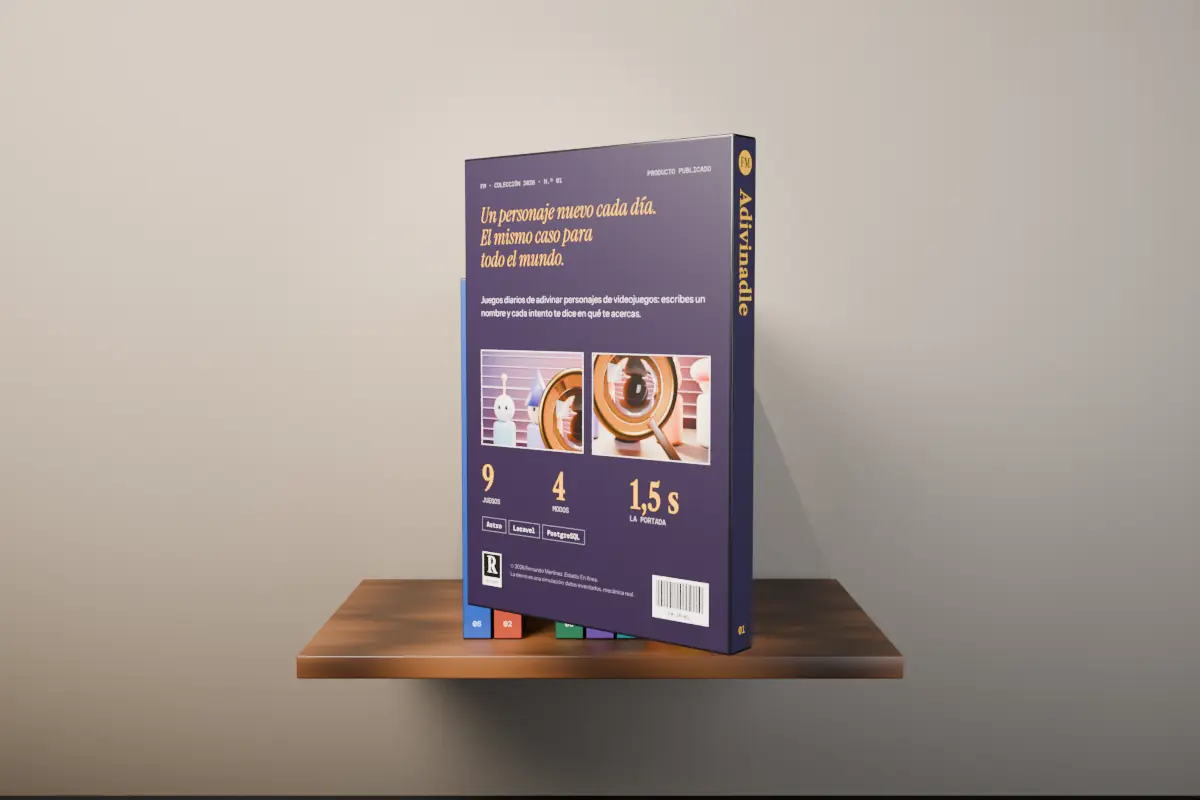 FM · COLECCIÓN 2026 · N.º 01
PRODUCTO PUBLICADO
Un personaje nuevo cada día.
El mismo caso para
todo el mundo.
Juegos diarios de adivinar personajes de videojuegos: escribes un
nombre y cada intento te dice en qué te acercas.
9
JUEGOS
4
MODOS
1,5 s
LA PORTADA
Astro
Laravel
PostgreSQL
R
© 2026 Fernando Martínez. Estado: En línea.
La demo es una simulación: datos inventados, mecánica real.
FM
Adivinadle
01
06
02